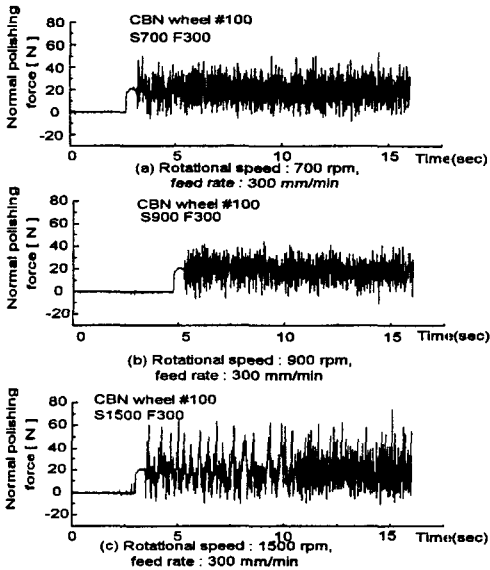 CBN wheel #100
S700 F300
Normal polishing
force [ N ]
80
60
40
20
0
-20
0 5 10 15 Time(sec)
(a) Rotational speed : 700 rpm,
feed rate : 300 mm/min
CBN wheel #100
S900 F300
Normal polishing
force [ N ]
80
60
40
20
0
-20
0 5 10 15 Time(sec)
(b) Rotational speed : 900 rpm,
feed rate : 300 mm/min
CBN wheel #100
S1500 F300
Normal polishing
force [ N ]
80
60
40
20
0
-20
0 5 10 15 Time(sec)
(c) Rotational speed : 1500 rpm,
feed rate : 300 mm/min